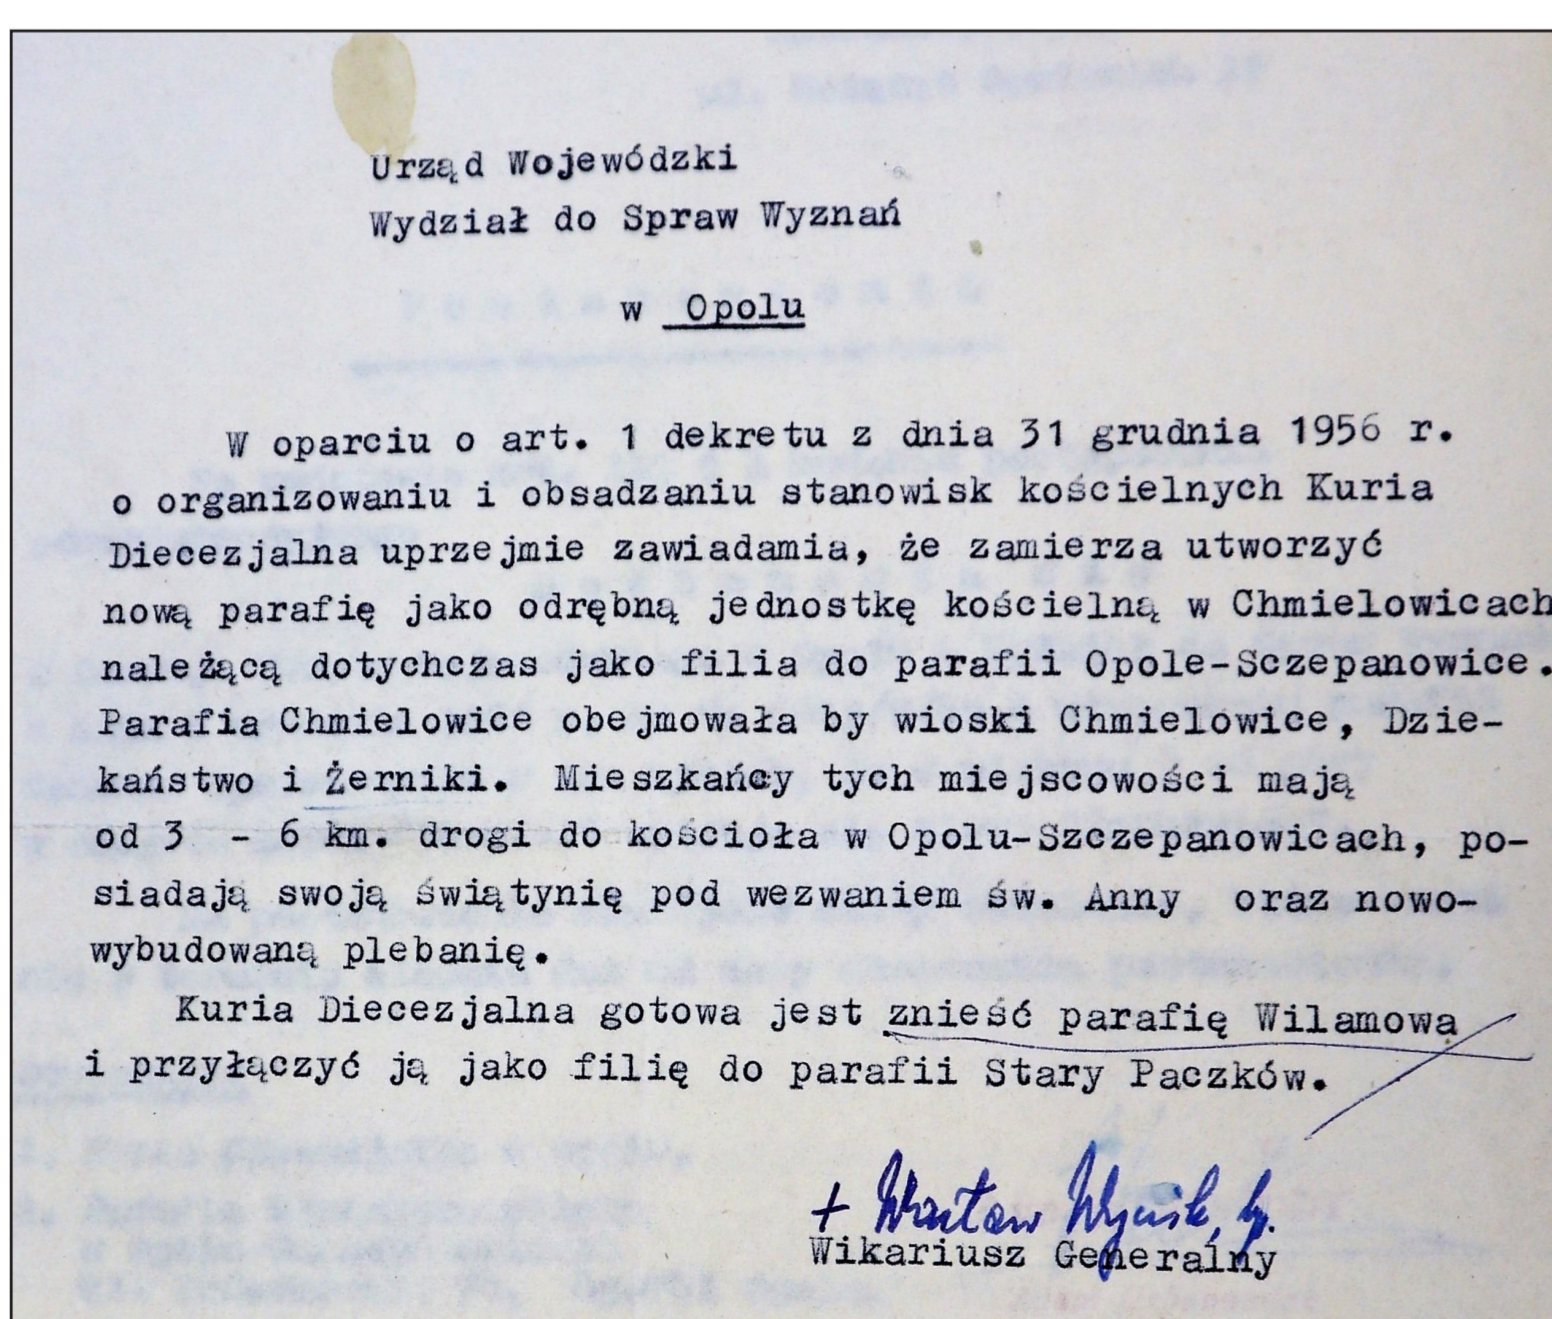 Urząd Wojewódzki
Wydział do Spraw Wyznań
w Opolu
W oparciu o art. 1 dekretu z dnia 31 grudnia 1956 r.
o organizowaniu i obsadzaniu stanowisk kościelnych Kuria
Diecezjalna uprzejmie zawiadamia, że zamierza utworzyć
nową parafię jako odrębną jednostkę kościelną w Chmielowicach
należącą dotychczas jako filia do parafii Opole-Sczepanowice.
Parafia Chmielowice obejmowała by wioski Chmielowice, Dzie-
kaństwo i Żerniki. Mieszkańcy tych miejscowości mają
od 3 - 6 km. drogi do kościoła w Opolu-Szczepanowicach, po-
siadają swoją świątynię pod wezwaniem św. Anny oraz nowo-
wybudowaną plebanię.
Kuria Diecezjalna gotowa jest znieść parafię Wilamowa
i przyłączyć ją jako filię do parafii Stary Paczków.
+ Wacław Wycisk, bp.
Wikariusz Generalny